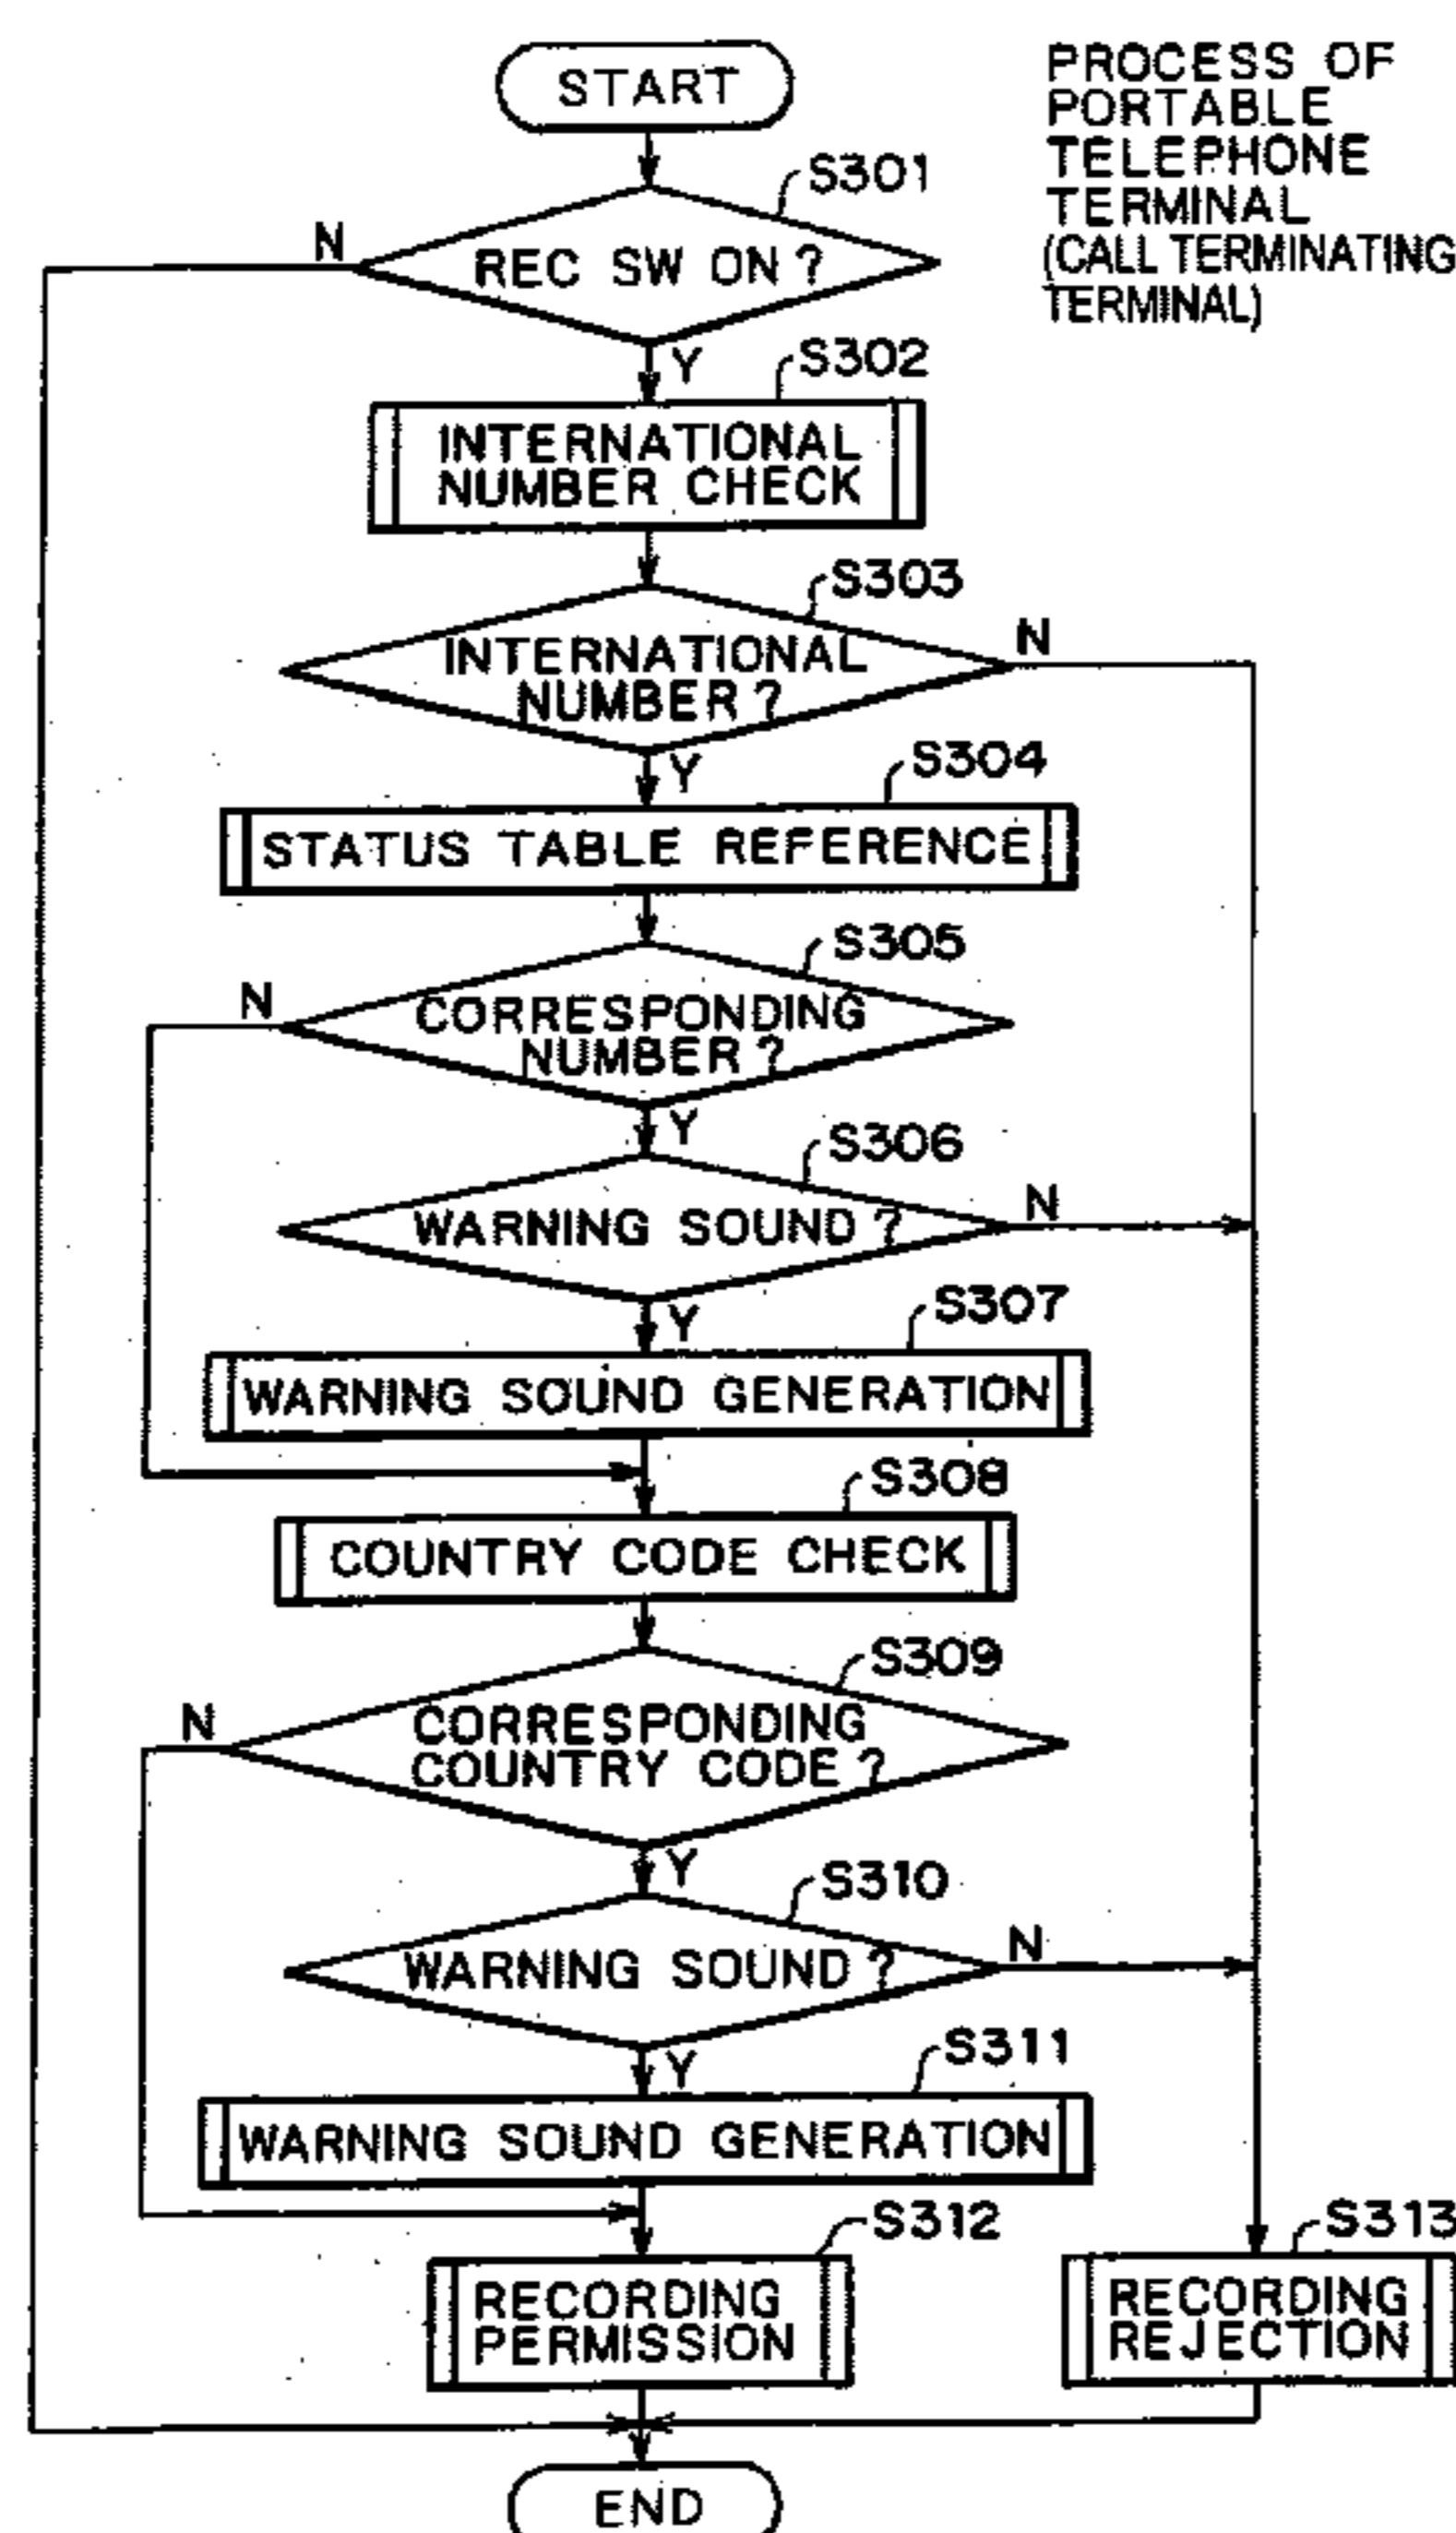 START
PROCESS OF
PORTABLE
TELEPHONE
TERMINAL
(CALL TERMINATING
TERMINAL)
S301
N
REC SW ON ?
Y
S302
INTERNATIONAL
NUMBER CHECK
S303
INTERNATIONAL
NUMBER ?
N
Y
S304
STATUS TABLE REFERENCE
S305
N
CORRESPONDING
NUMBER ?
Y
S306
WARNING SOUND ?
N
Y
S307
WARNING SOUND GENERATION
S308
COUNTRY CODE CHECK
S309
N
CORRESPONDING
COUNTRY CODE ?
Y
S310
WARNING SOUND ?
N
Y
S311
WARNING SOUND GENERATION
S312
RECORDING
PERMISSION
S313
RECORDING
REJECTION
END